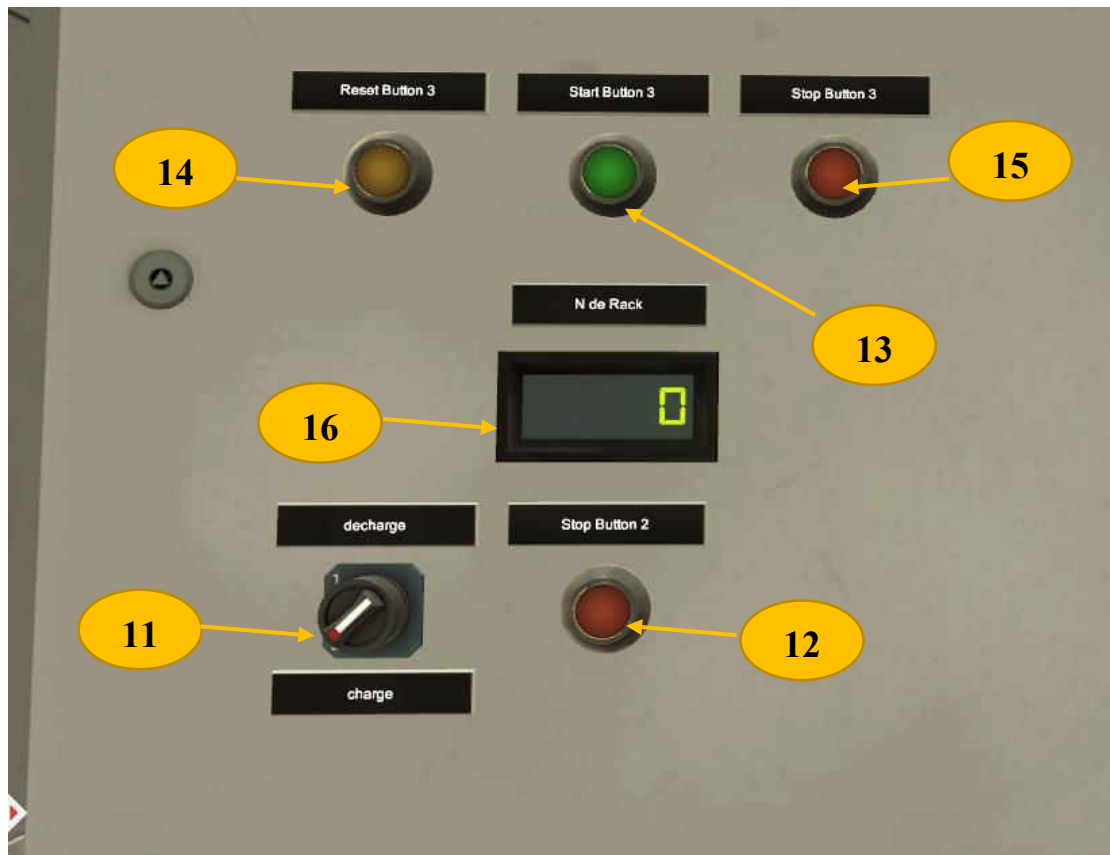 Reset Button 3
Start Button 3
Stop Button 3
14
15
N de Rack
13
0
16
decharge
Stop Button 2
11
12
charge